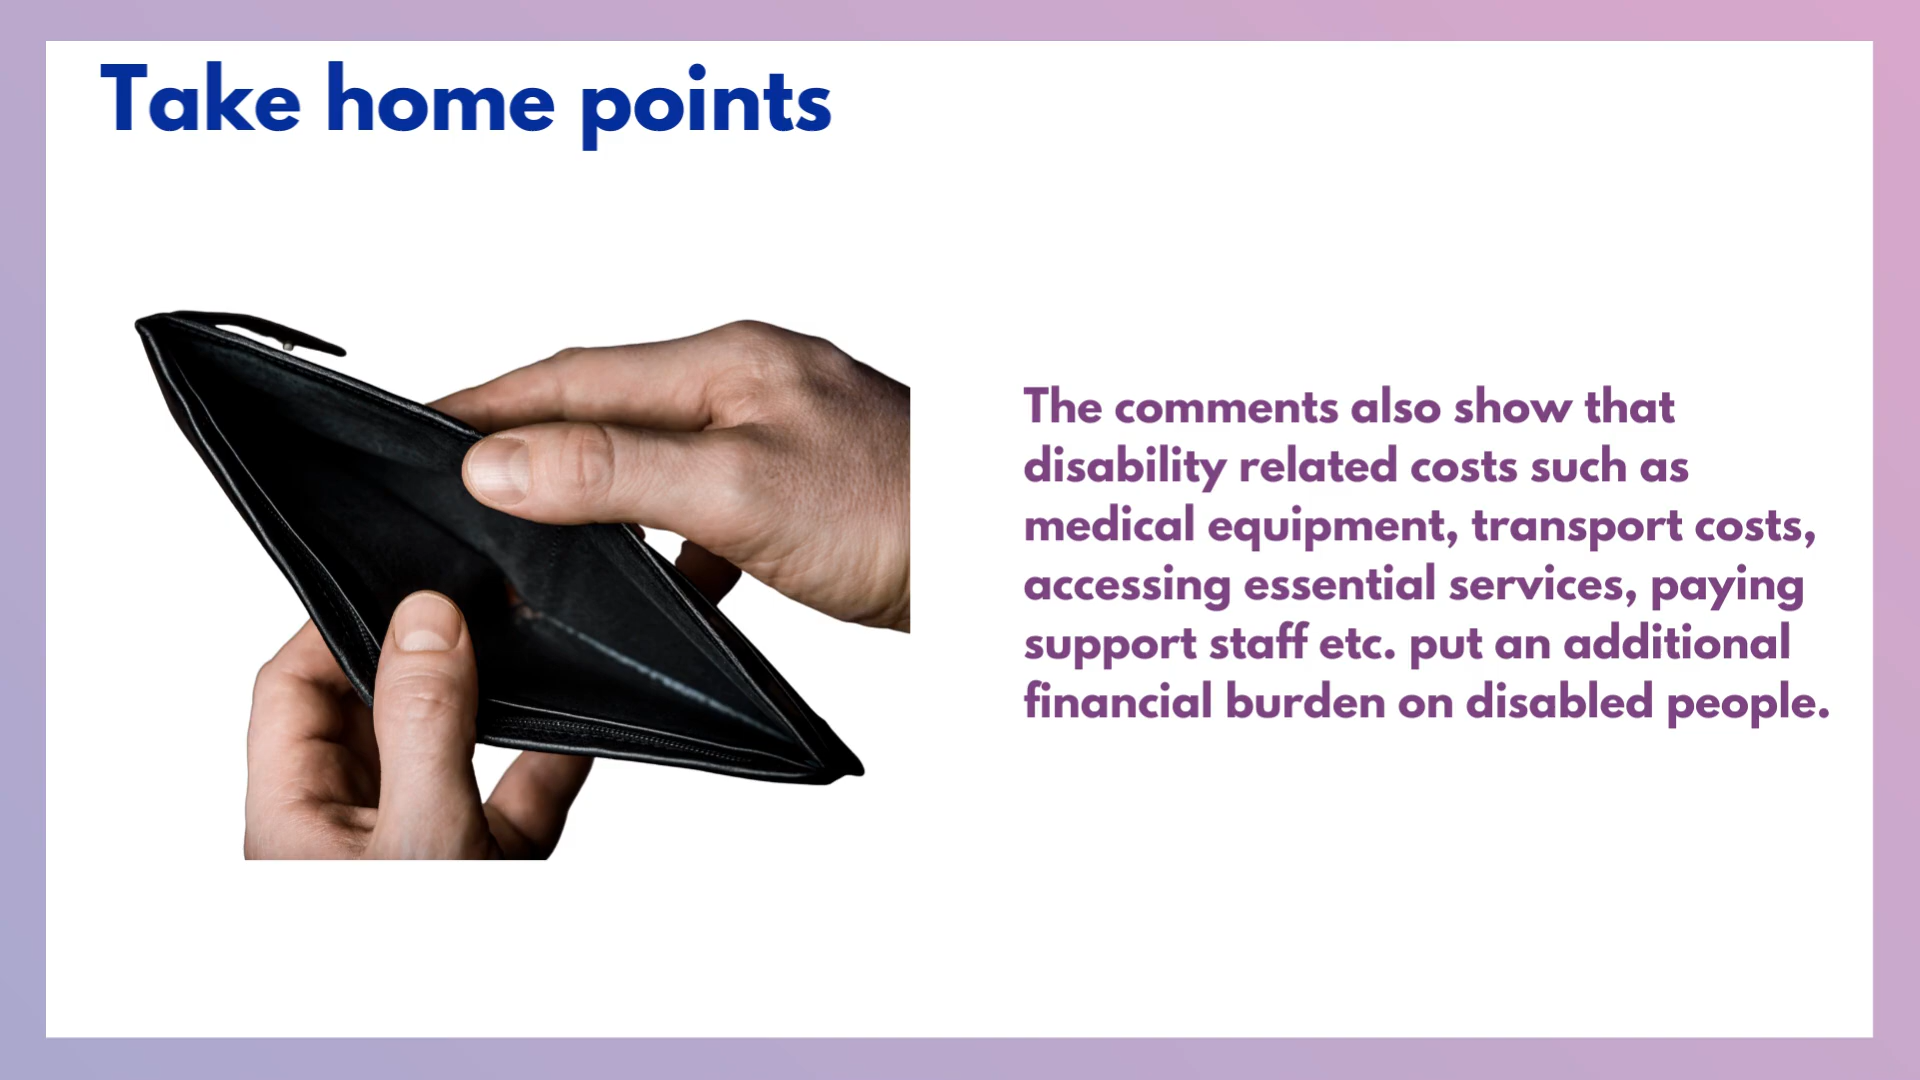 Take home points
The comments also show that
disability related costs such as
medical equipment, transport costs,
accessing essential services, paying
support staff etc. put an additional
financial burden on disabled people.